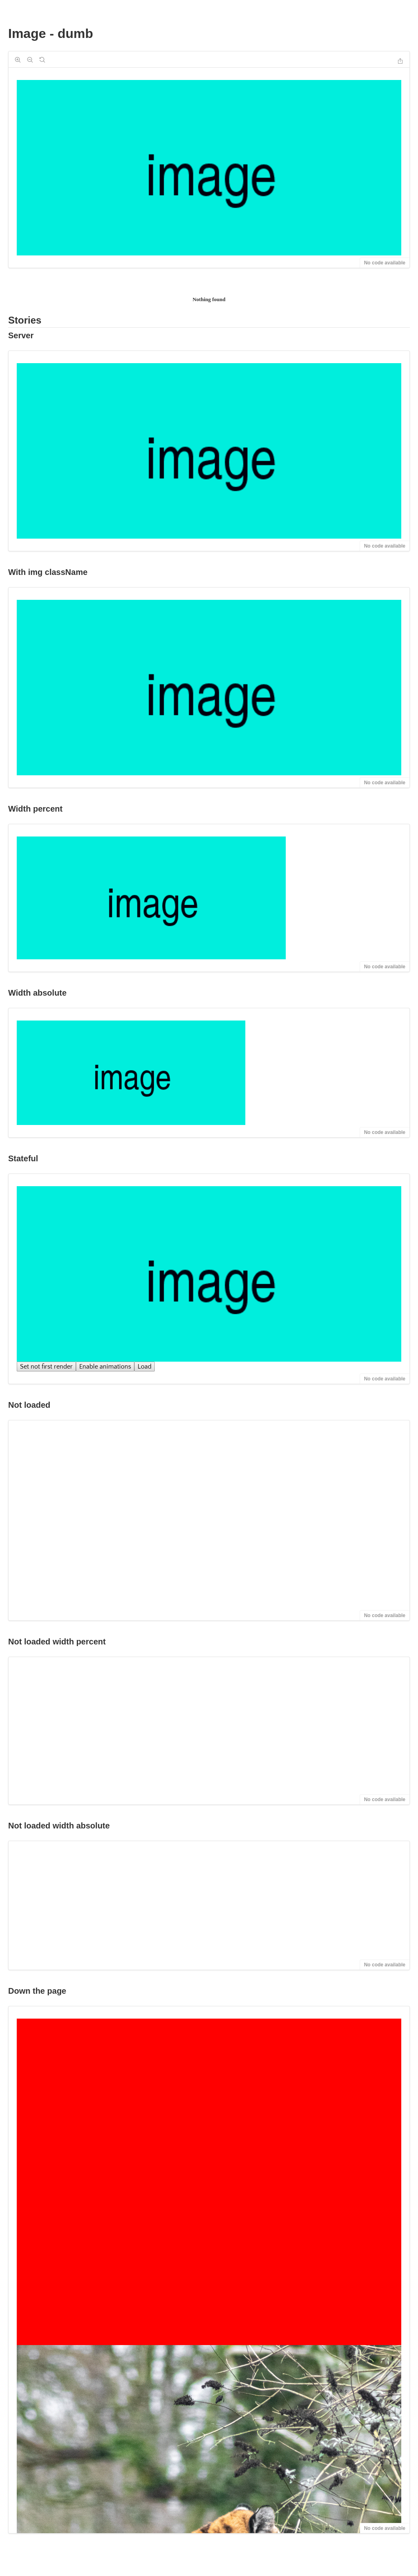 Image - dumb
image
No code available
Nothing found
Stories
Server
image
No code available
With img className
image
No code available
Width percent
image
No code available
Width absolute
image
No code available
Stateful
image
Set not first render Enable animations Load
No code available
Not loaded
No code available
Not loaded width percent
No code available
Not loaded width absolute
No code available
Down the page
No code available